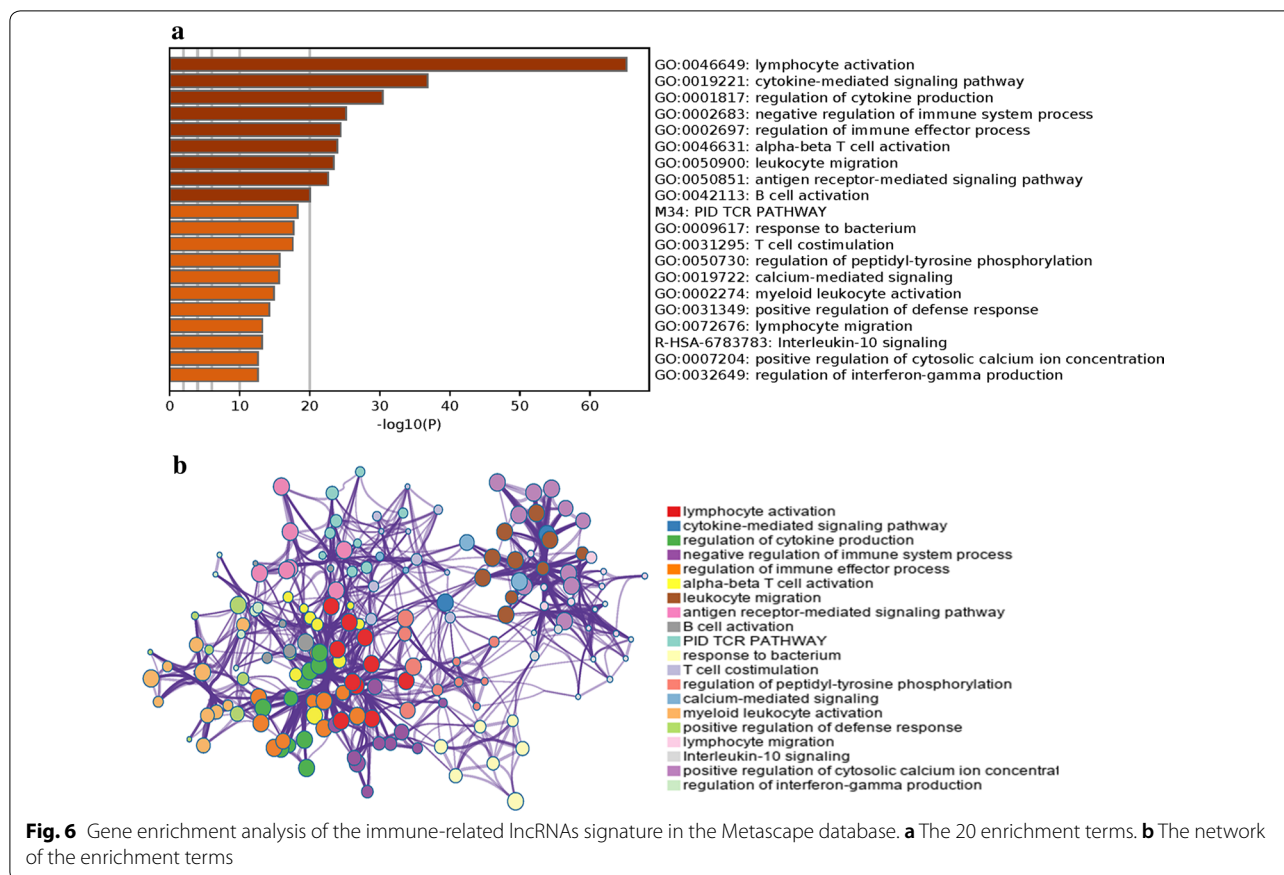 a
GO:0046649: lymphocyte activation
GO:0019221: cytokine-mediated signaling pathway
GO:0001817: regulation of cytokine production
GO:0002683: negative regulation of immune system process
GO:0002697: regulation of immune effector process
GO:0046631: alpha-beta T cell activation
GO:0050900: leukocyte migration
GO:0050851: antigen receptor-mediated signaling pathway
GO:0042113: B cell activation
M34: PID TCR PATHWAY
GO:0009617: response to bacterium
GO:0031295: T cell costimulation
GO:0050730: regulation of peptidyl-tyrosine phosphorylation
GO:0019722: calcium-mediated signaling
GO:0002274: myeloid leukocyte activation
GO:0031349: positive regulation of defense response
GO:0072676: lymphocyte migration
R-HSA-6783783: Interleukin-10 signaling
GO:0007204: positive regulation of cytosolic calcium ion concentration
GO:0032649: regulation of interferon-gamma production
0 10 20 30 40 50 60
-log10(P)
b
lymphocyte activation
cytokine-mediated signaling pathway
regulation of cytokine production
negative regulation of immune system process
regulation of immune effector process
alpha-beta T cell activation
leukocyte migration
antigen receptor-mediated signaling pathway
B cell activation
PID TCR PATHWAY
response to bacterium
T cell costimulation
regulation of peptidyl-tyrosine phosphorylation
calcium-mediated signaling
myeloid leukocyte activation
positive regulation of defense response
lymphocyte migration
Interleukin-10 signaling
positive regulation of cytosolic calcium ion concentrat
regulation of interferon-gamma production
Fig. 6 Gene enrichment analysis of the immune-related lncRNAs signature in the Metascape database. a The 20 enrichment terms. b The network
of the enrichment terms